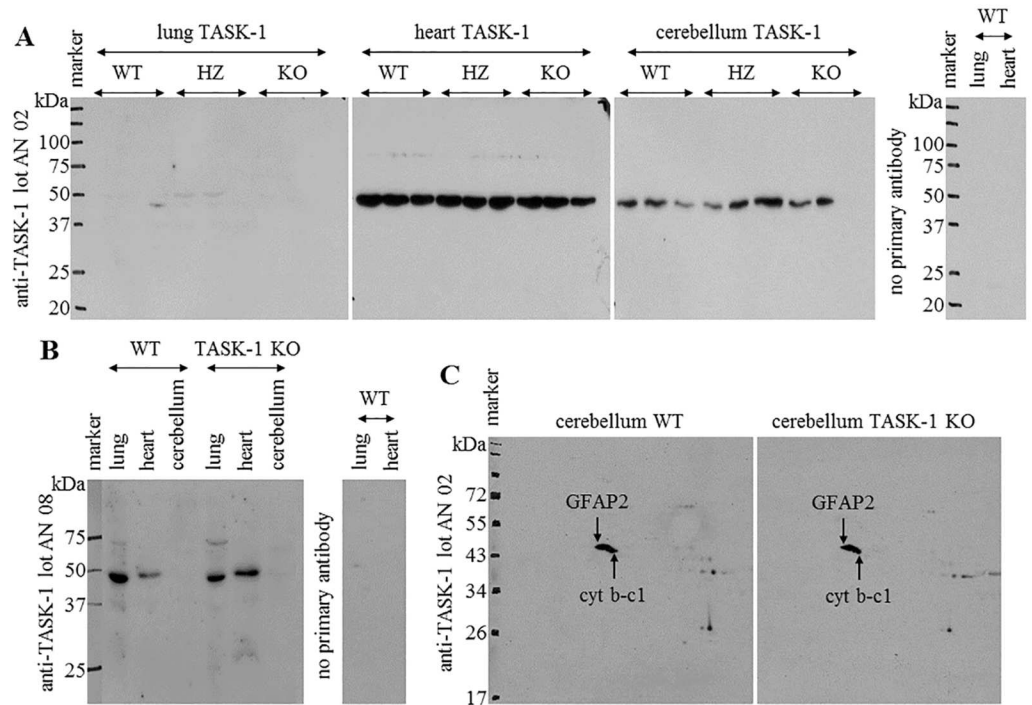 A
marker
lung TASK-1
heart TASK-1
cerebellum TASK-1
WT
HZ
KO
WT
HZ
KO
WT
HZ
KO
kDa
100
75
50
37
25
20
anti-TASK-1 lot AN 02
WT
marker
lung
heart
kDa
100
75
50
37
25
20
no primary antibody
B
WT
TASK-1 KO
marker
lung
heart
cerebellum
lung
heart
cerebellum
kDa
75
50
37
25
anti-TASK-1 lot AN 08
WT
lung
heart
no primary antibody
C
marker
cerebellum WT
cerebellum TASK-1 KO
kDa
72
55
43
34
26
17
anti-TASK-1 lot AN 02
GFAP2
cyt b-c1
GFAP2
cyt b-c1